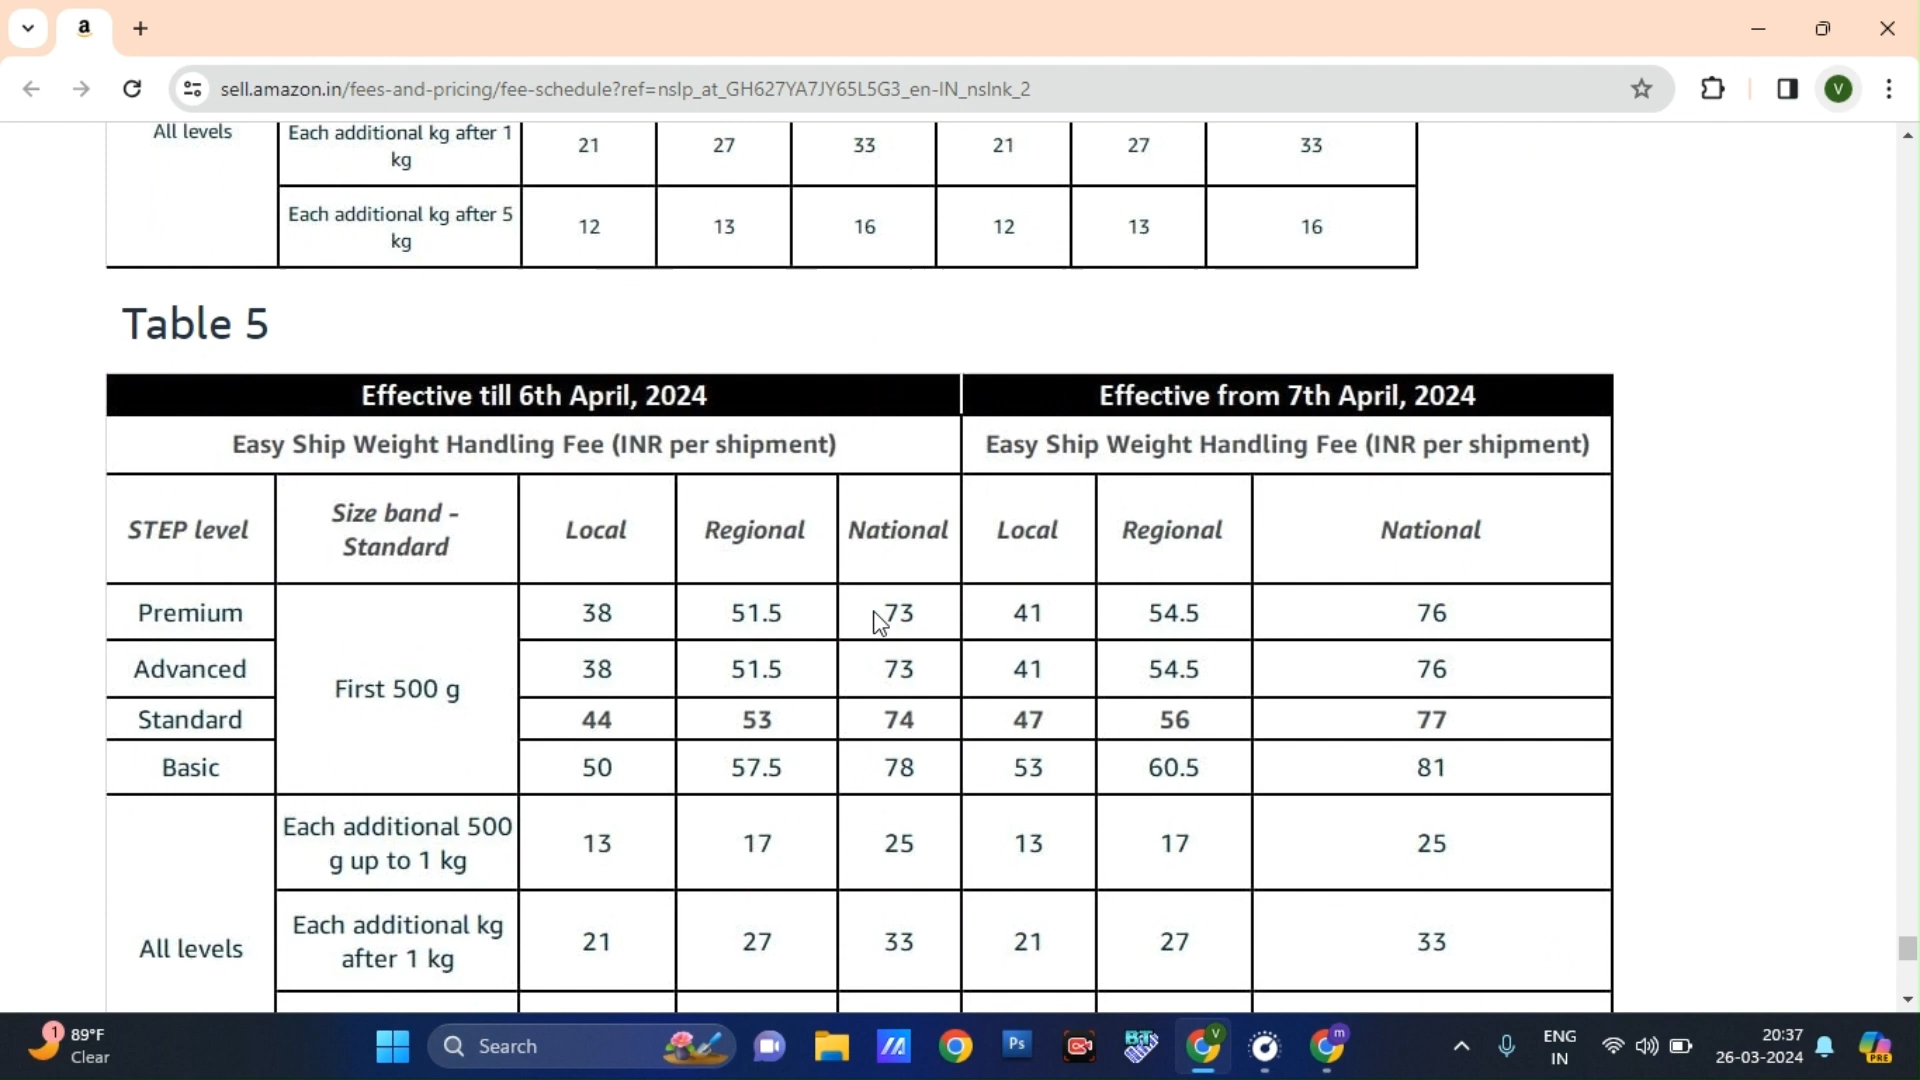 a
sell.amazon.in/fees-and-pricing/fee-schedule?ref=nslp_at_GH627YA7JY65L5G3_en-IN_nslnk_2
V
All levels
Each additional kg after 1
kg
21 27 33 21 27 33
Each additional kg after 5
kg
12 13 16 12 13 16
Table 5
Effective till 6th April, 2024 Effective from 7th April, 2024
Easy Ship Weight Handling Fee (INR per shipment) Easy Ship Weight Handling Fee (INR per shipment)
STEP level Size band -
Standard Local Regional National Local Regional National
Premium 38 51.5 73 41 54.5 76
First 500 g
Advanced 38 51.5 73 41 54.5 76
Standard 44 53 74 47 56 77
Basic 50 57.5 78 53 60.5 81
All levels
Each additional 500
g up to 1 kg
13 17 25 13 17 25
Each additional kg
after 1 kg
21 27 33 21 27 33
1
89°F
Clear
Search
Ps
V
m
ENG
IN
20:37
26-03-2024
PRE